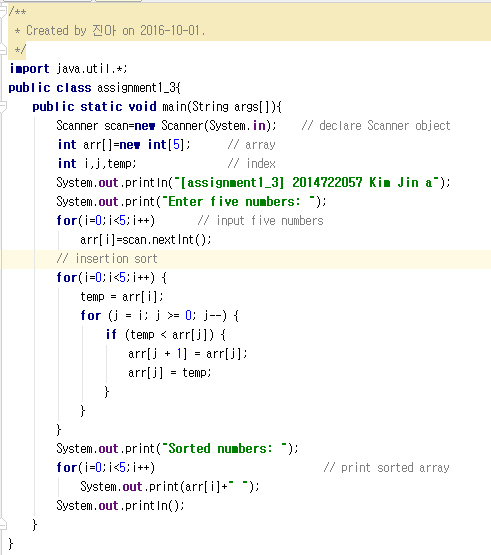 /**
 * Created by 진아 on 2016-10-01.
 */
import java.util.*;
public class assignment1_3{
    public static void main(String args[]){
        Scanner scan=new Scanner(System.in);    // declare Scanner object
        int arr[]=new int[5];      // array
        int i,j,temp;              // index
        System.out.println("[assignment1_3] 2014722057 Kim Jin a");
        System.out.println("Enter five numbers: ");
        for(i=0;i<5;i++)       // input five numbers
            arr[i]=scan.nextInt();
        // insertion sort
        for(i=0;i<5;i++) {
            temp = arr[i];
            for (j = i; j >= 0; j--) {
                if (temp < arr[j]) {
                    arr[j + 1] = arr[j];
                    arr[j] = temp;
                }
            }
        }
        System.out.print("Sorted numbers: ");
        for(i=0;i<5;i++)                            // print sorted array
            System.out.print(arr[i]+" ");
        System.out.println();
    }
}